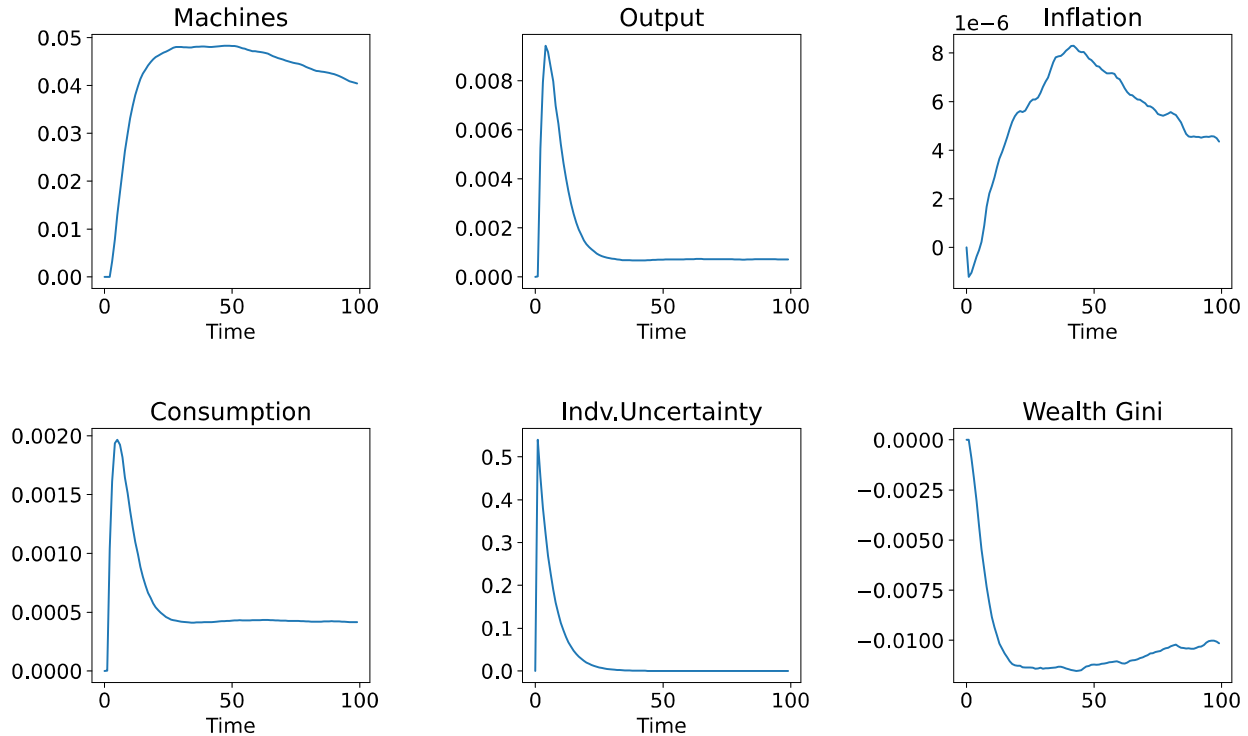 Machines
0.05
0.04
0.03
0.02
0.01
0.00
0 50 100
Time
Output
0.008
0.006
0.004
0.002
0.000
0 50 100
Time
Inflation
1e−6
8
6
4
2
0
0 50 100
Time
Consumption
0.0020
0.0015
0.0010
0.0005
0.0000
0 50 100
Time
Indv.Uncertainty
0.5
0.4
0.3
0.2
0.1
0.0
0 50 100
Time
Wealth Gini
0.0000
−0.0025
−0.0050
−0.0075
−0.0100
0 50 100
Time